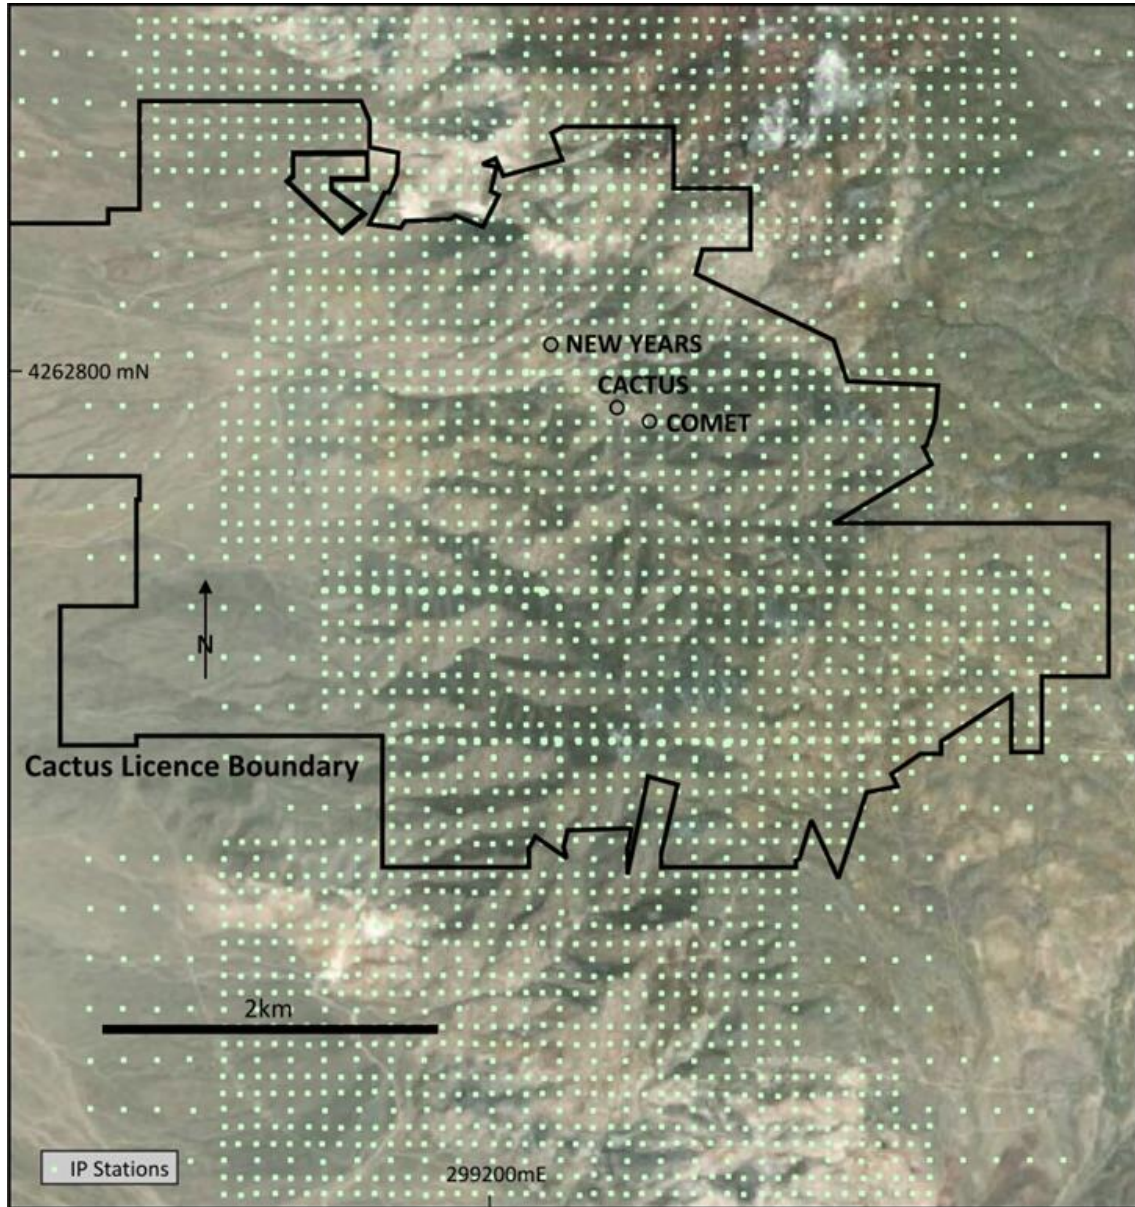 NEW YEARS
4262800 mN
CACTUS
COMET
N
Cactus Licence Boundary
2km
IP Stations
299200mE